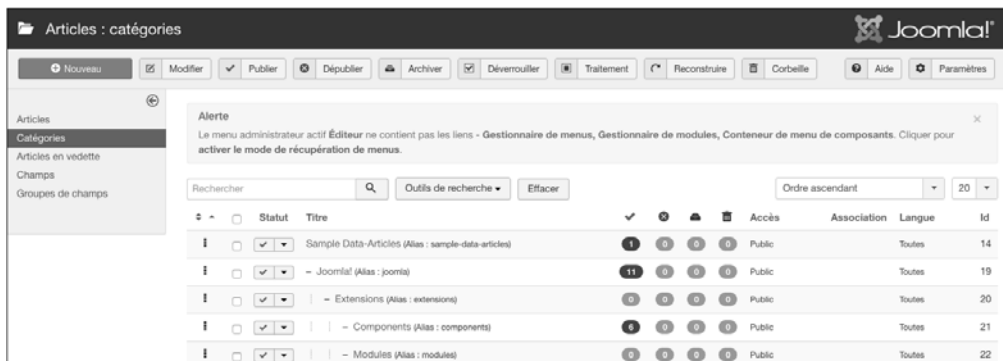 Articles : catégories
Joomla!®
Nouveau Modifier Publier Dépublier Archiver Déverrouiller Traitement Reconstruire Corbeille Aide Paramètres
Articles
Catégories
Articles en vedette
Champs
Groupes de champs
Alerte
Le menu administrateur actif Éditeur ne contient pas les liens - Gestionnaire de menus, Gestionnaire de modules, Conteneur de menu de composants. Cliquer pour
activer le mode de récupération de menus.
Rechercher Outils de recherche Effacer Ordre ascendant 20
Statut Titre Accès Association Langue Id
Sample Data-Articles (Alias : sample-data-articles) 1 0 0 0 Public Toutes 14
– Joomla! (Alias : joomla) 11 0 0 0 Public Toutes 19
– Extensions (Alias : extensions) 0 0 0 0 Public Toutes 20
– Components (Alias : components) 6 0 0 0 Public Toutes 21
– Modules (Alias : modules) 0 0 0 0 Public Toutes 22